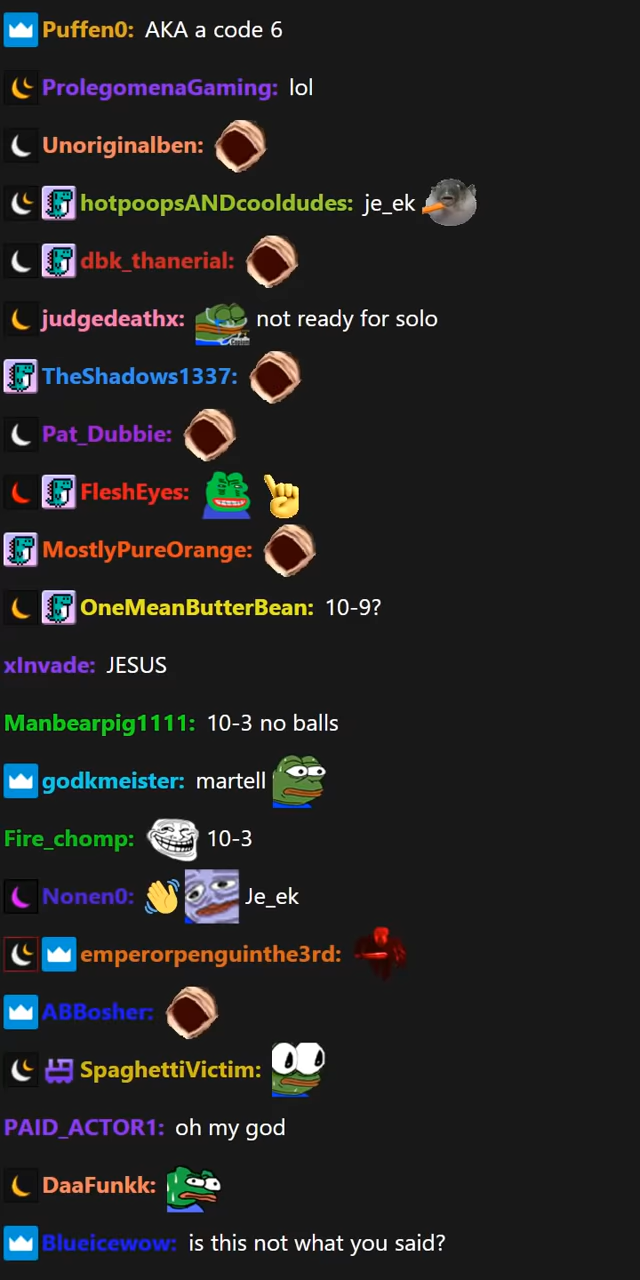 Puffen0: AKA a code 6
ProlegomenaGaming: lol
Unoriginalben:
hotpoopsANDcooldudes: je_ek
dbk_thanerial:
judgedeathx: not ready for solo
TheShadows1337:
Pat_Dubbie:
FleshEyes:
MostlyPureOrange:
OneMeanButterBean: 10-9?
xInvade: JESUS
Manbearpig1111: 10-3 no balls
godkmeister: martell
Fire_chomp: 10-3
Nonen0: Je_ek
emperorpenguinthe3rd:
ABBosher:
SpaghettiVictim:
PAID_ACTOR1: oh my god
DaaFunkk:
Blueicewow: is this not what you said?